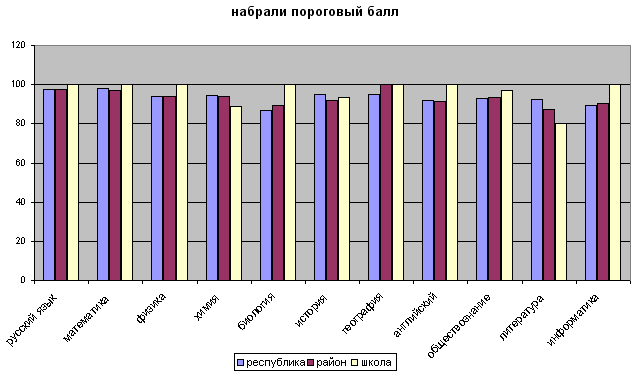 набрали пороговый балл
120
100
80
60
40
20
0
русский язык
математика
физика
химия
биология
история
география
английский
обществознание
литература
информатика
республика район школа